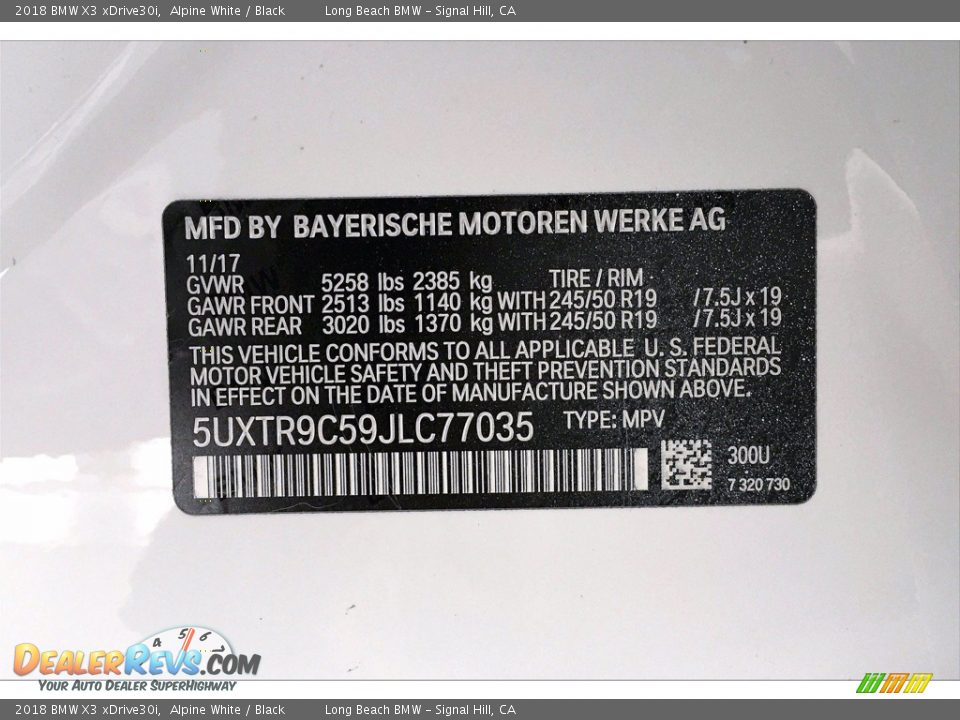 2018 BMW X3 xDrive30i, Alpine White / Black Long Beach BMW - Signal Hill, CA
MFD BY BAYERISCHE MOTOREN WERKE AG
11/17
GVWR 5258 lbs 2385 kg TIRE / RIM
GAWR FRONT 2513 lbs 1140 kg WITH 245/50 R19 /7.5J x 19
GAWR REAR 3020 lbs 1370 kg WITH 245/50 R19 /7.5J x 19
THIS VEHICLE CONFORMS TO ALL APPLICABLE U. S. FEDERAL
MOTOR VEHICLE SAFETY AND THEFT PREVENTION STANDARDS
IN EFFECT ON THE DATE OF MANUFACTURE SHOWN ABOVE.
5UXTR9C59JLC77035 TYPE: MPV
300U
7 320 730
4 5 6
DEALERREVS.COM
YOUR AUTO DEALER SUPERHIGHWAY
2018 BMW X3 xDrive30i, Alpine White / Black Long Beach BMW - Signal Hill, CA